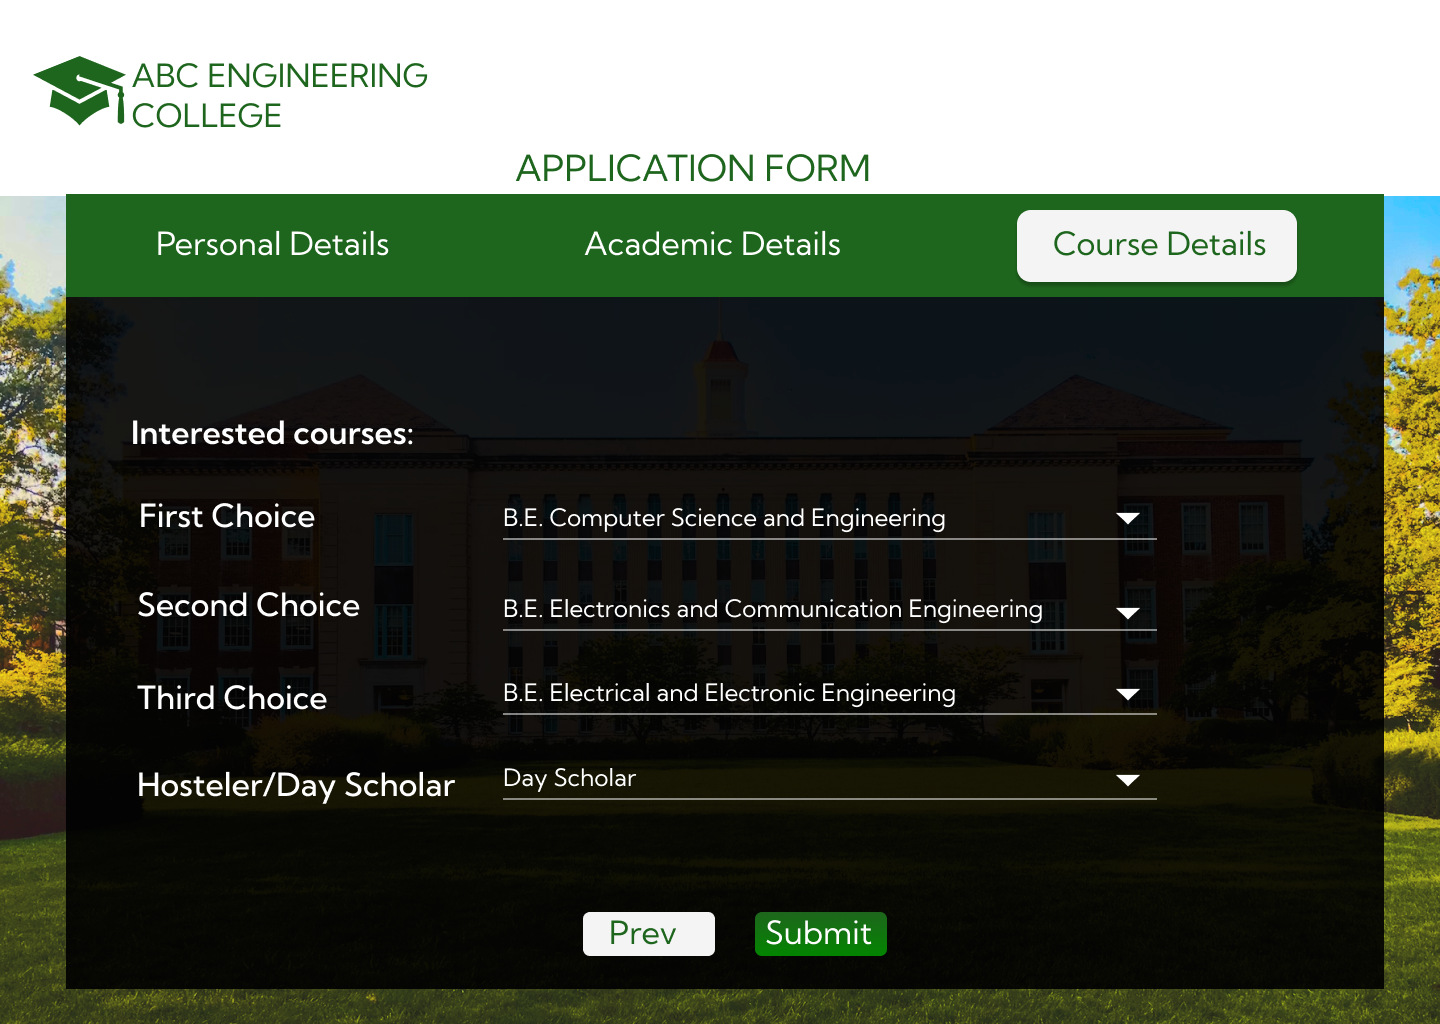 ABC ENGINEERING
COLLEGE
APPLICATION FORM
Personal Details
Academic Details
Course Details
Interested courses:
First Choice
B.E. Computer Science and Engineering
Second Choice
B.E. Electronics and Communication Engineering
Third Choice
B.E. Electrical and Electronic Engineering
Hosteler/Day Scholar
Day Scholar
Prev
Submit